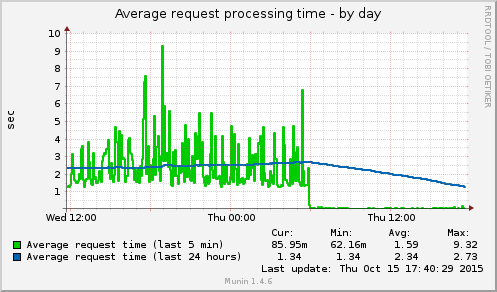 Average request processing time - by day
RRDTOOL / TOBI OETIKER
sec
10
9
8
7
6
5
4
3
2
1
Wed 12:00 Thu 00:00 Thu 12:00
Cur: Min: Avg: Max:
Average request time (last 5 min) 85.95m 62.16m 1.59 9.32
Average request time (last 24 hours) 1.34 1.34 2.34 2.73
Last update: Thu Oct 15 17:40:29 2015
Munin 1.4.6